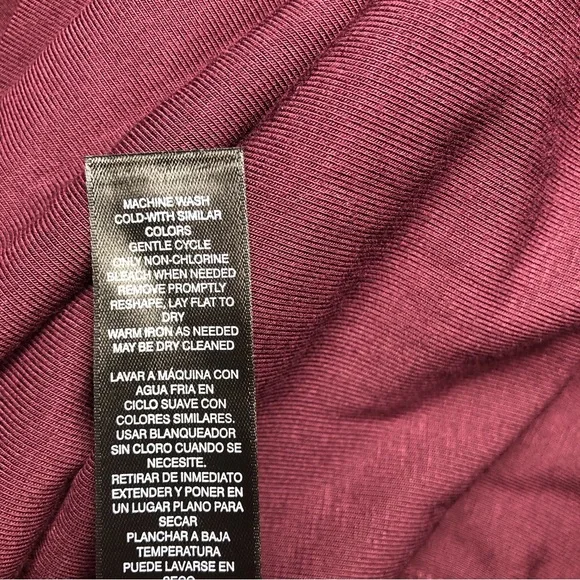 MACHINE WASH
COLD-WITH SIMILAR
COLORS
GENTLE CYCLE
ONLY NON-CHLORINE
BLEACH WHEN NEEDED
REMOVE PROMPTLY
RESHAPE, LAY FLAT TO
DRY
WARM IRON AS NEEDED
MAY BE DRY CLEANED
LAVAR A MÁQUINA CON
AGUA FRIA EN
CICLO SUAVE CON
COLORES SIMILARES.
USAR BLANQUEADOR
SIN CLORO CUANDO SE
NECESITE.
RETIRAR DE INMEDIATO
EXTENDER Y PONER EN
UN LUGAR PLANO PARA
SECAR
PLANCHAR A BAJA
TEMPERATURA
PUEDE LAVARSE EN
SECO